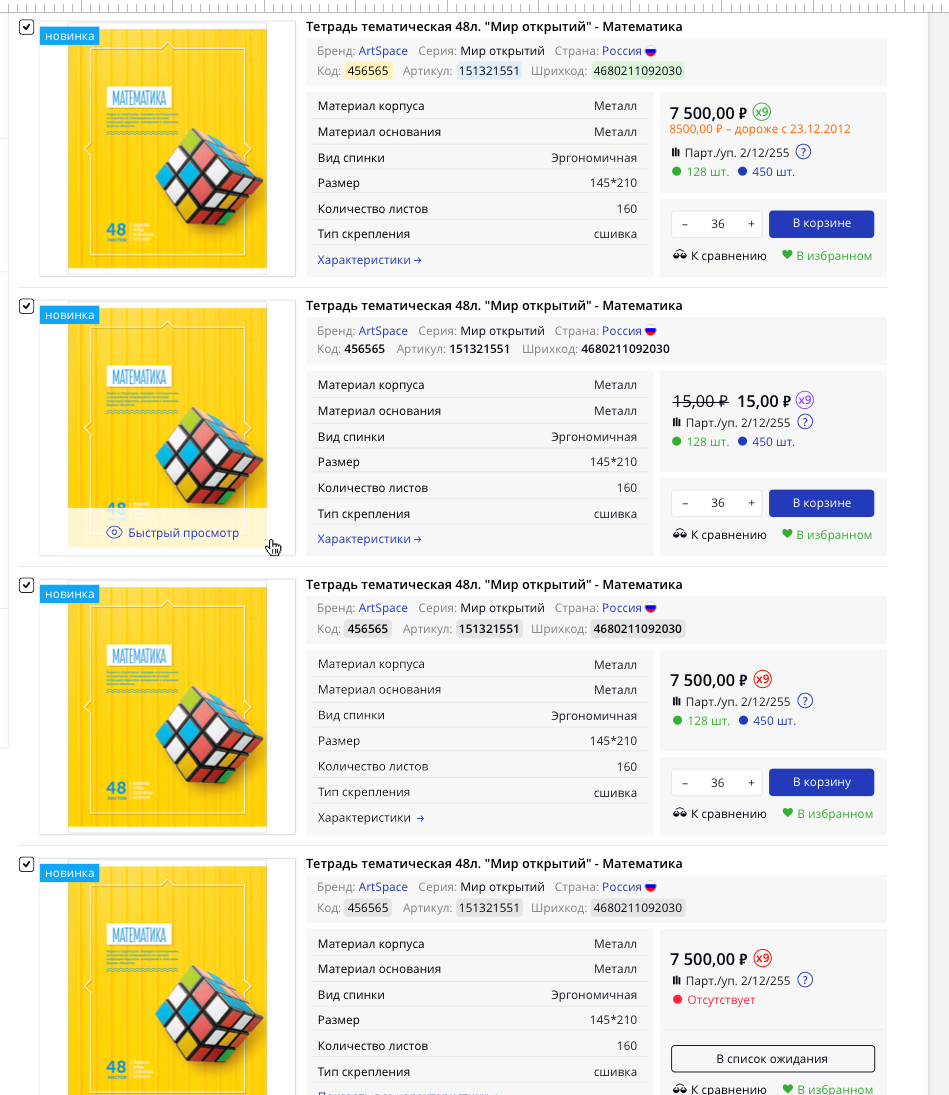 Тетрадь тематическая 48л. "Мир открытий" - Математика
новинка
МАТЕМАТИКА
48
листов
Бренд: ArtSpace Серия: Мир открытий Страна: Россия
Код: 456565 Артикул: 151321551 Шрихкод: 4680211092030
Материал корпуса Металл
Материал основания Металл
Вид спинки Эргономичная
Размер 145*210
Количество листов 160
Тип скрепления сшивка
Характеристики →
7 500,00 ₽ x9
8500,00 ₽ – дороже с 23.12.2012
Парт./уп. 2/12/255 ?
128 шт. 450 шт.
– 36 + В корзине
К сравнению В избранном
Тетрадь тематическая 48л. "Мир открытий" - Математика
новинка
МАТЕМАТИКА
48
Быстрый просмотр
Бренд: ArtSpace Серия: Мир открытий Страна: Россия
Код: 456565 Артикул: 151321551 Шрихкод: 4680211092030
Материал корпуса Металл
Материал основания Металл
Вид спинки Эргономичная
Размер 145*210
Количество листов 160
Тип скрепления сшивка
Характеристики →
15,00 ₽ 15,00 ₽ x9
Парт./уп. 2/12/255 ?
128 шт. 450 шт.
– 36 + В корзине
К сравнению В избранном
Тетрадь тематическая 48л. "Мир открытий" - Математика
новинка
МАТЕМАТИКА
48
листов
Бренд: ArtSpace Серия: Мир открытий Страна: Россия
Код: 456565 Артикул: 151321551 Шрихкод: 4680211092030
Материал корпуса Металл
Материал основания Металл
Вид спинки Эргономичная
Размер 145*210
Количество листов 160
Тип скрепления сшивка
Характеристики →
7 500,00 ₽ x9
Парт./уп. 2/12/255 ?
128 шт. 450 шт.
– 36 + В корзину
К сравнению В избранном
Тетрадь тематическая 48л. "Мир открытий" - Математика
новинка
МАТЕМАТИКА
48
листов
Бренд: ArtSpace Серия: Мир открытий Страна: Россия
Код: 456565 Артикул: 151321551 Шрихкод: 4680211092030
Материал корпуса Металл
Материал основания Металл
Вид спинки Эргономичная
Размер 145*210
Количество листов 160
Тип скрепления сшивка
7 500,00 ₽ x9
Парт./уп. 2/12/255 ?
Отсутствует
В список ожидания
К сравнению В избранном